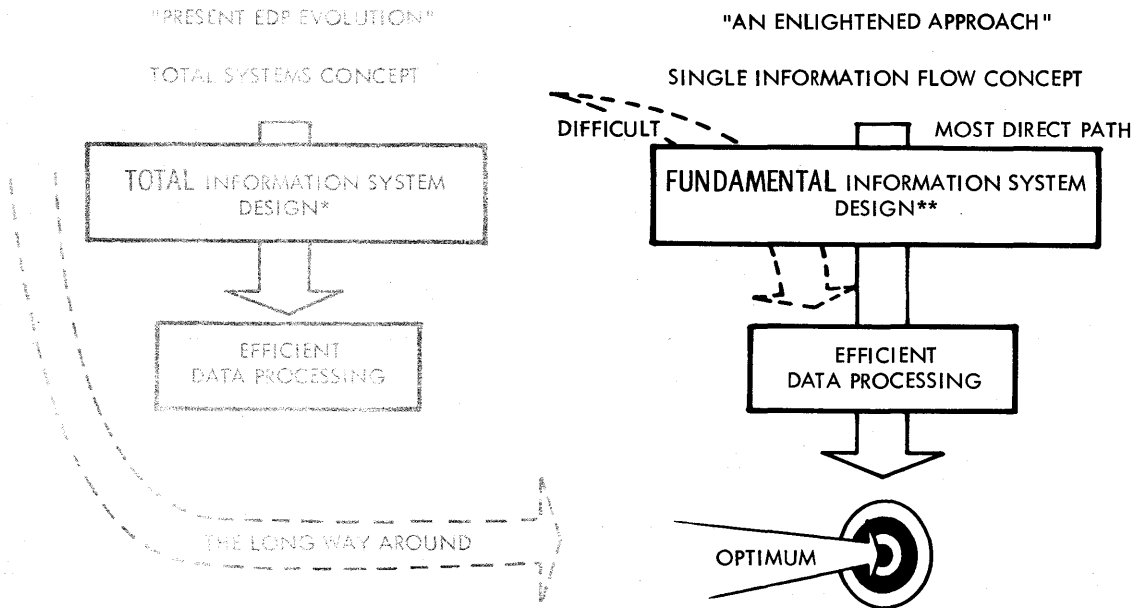 "PRESENT EDP EVOLUTION"
TOTAL SYSTEMS CONCEPT
TOTAL INFORMATION SYSTEM
DESIGN*
EFFICIENT
DATA PROCESSING
THE LONG WAY AROUND
"AN ENLIGHTENED APPROACH"
SINGLE INFORMATION FLOW CONCEPT
DIFFICULT
MOST DIRECT PATH
FUNDAMENTAL INFORMATION SYSTEM
DESIGN**
EFFICIENT
DATA PROCESSING
OPTIMUM